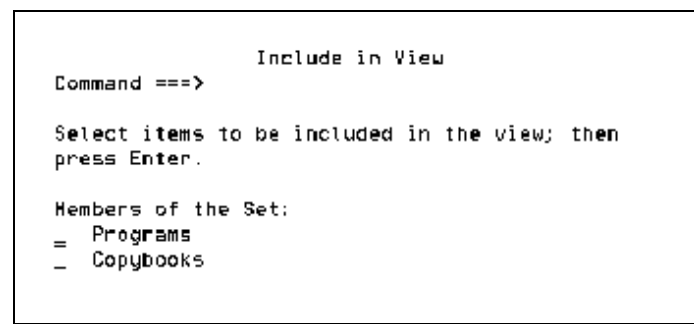 Include in View
Command ===>
Select items to be included in the view; then
press Enter.
Members of the Set:
_ Programs
_ Copybooks